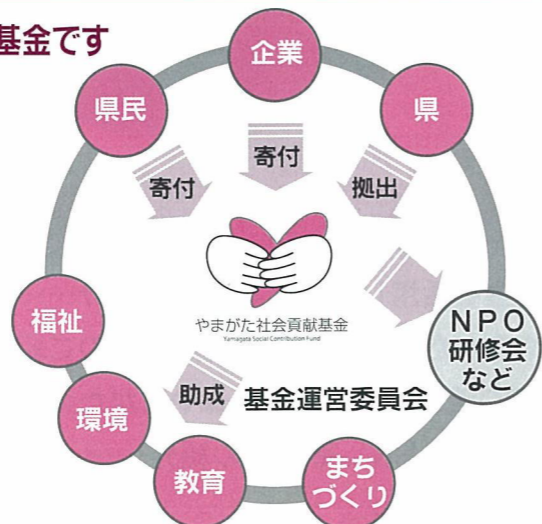 基金です
企業
県民
県
寄付
寄付
拠出
やまがた社会貢献基金
Yamagata Social Contribution Fund
福祉
NPO
研修会
など
環境
助成
基金運営委員会
教育
まち
づくり